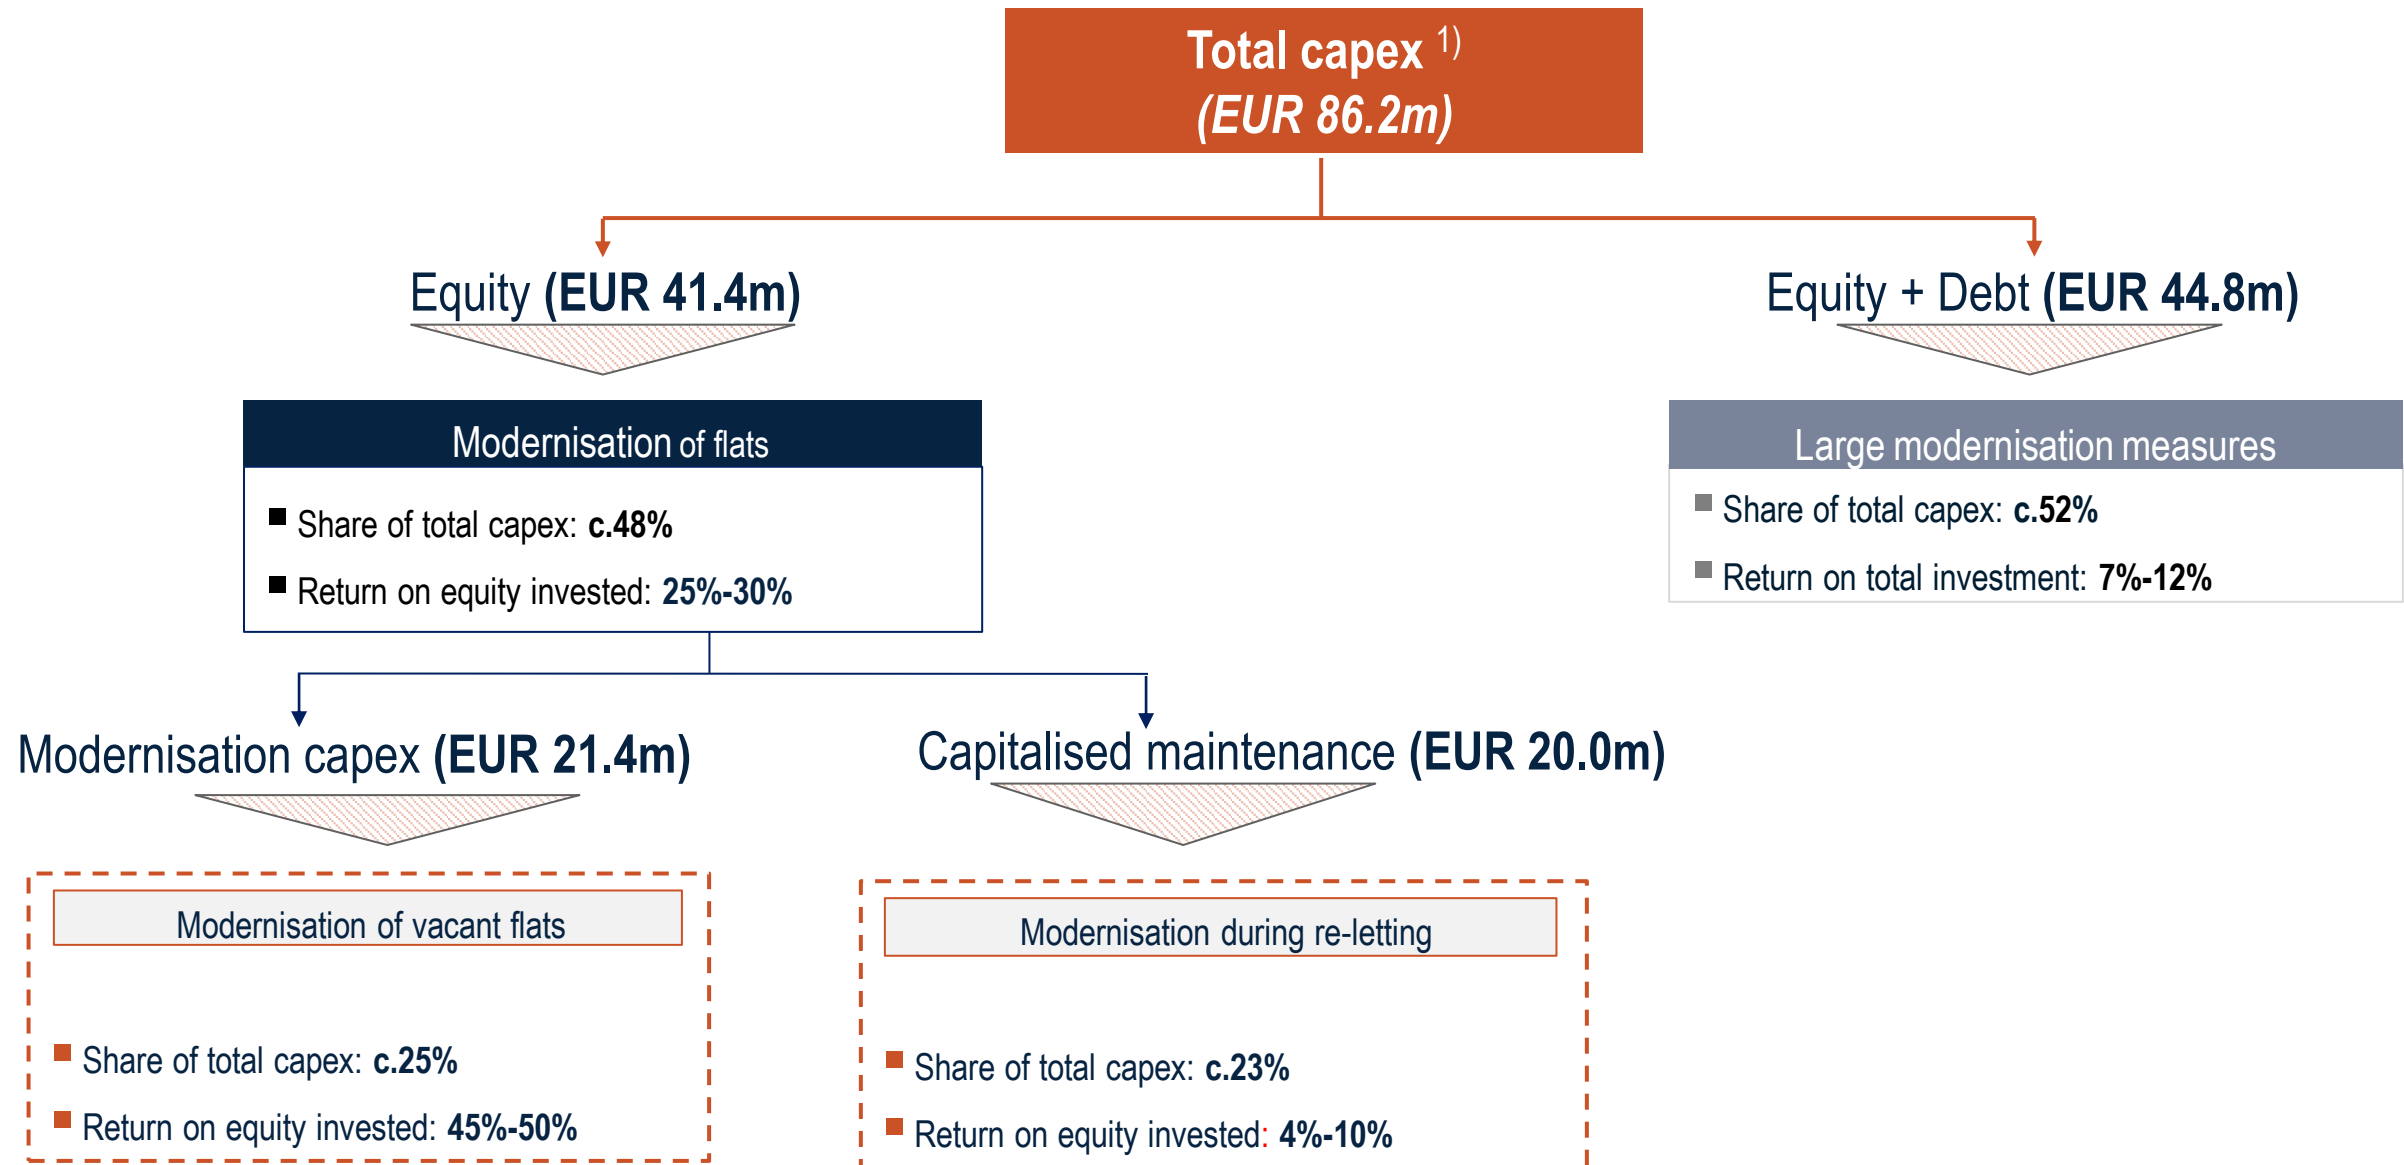 Total capex 1)
(EUR 86.2m)
Equity (EUR 41.4m)
Equity + Debt (EUR 44.8m)
Modernisation of flats
Share of total capex: c.48%
Return on equity invested: 25%-30%
Large modernisation measures
Share of total capex: c.52%
Return on total investment: 7%-12%
Modernisation capex (EUR 21.4m)
Capitalised maintenance (EUR 20.0m)
Modernisation of vacant flats
Share of total capex: c.25%
Return on equity invested: 45%-50%
Modernisation during re-letting
Share of total capex: c.23%
Return on equity invested: 4%-10%